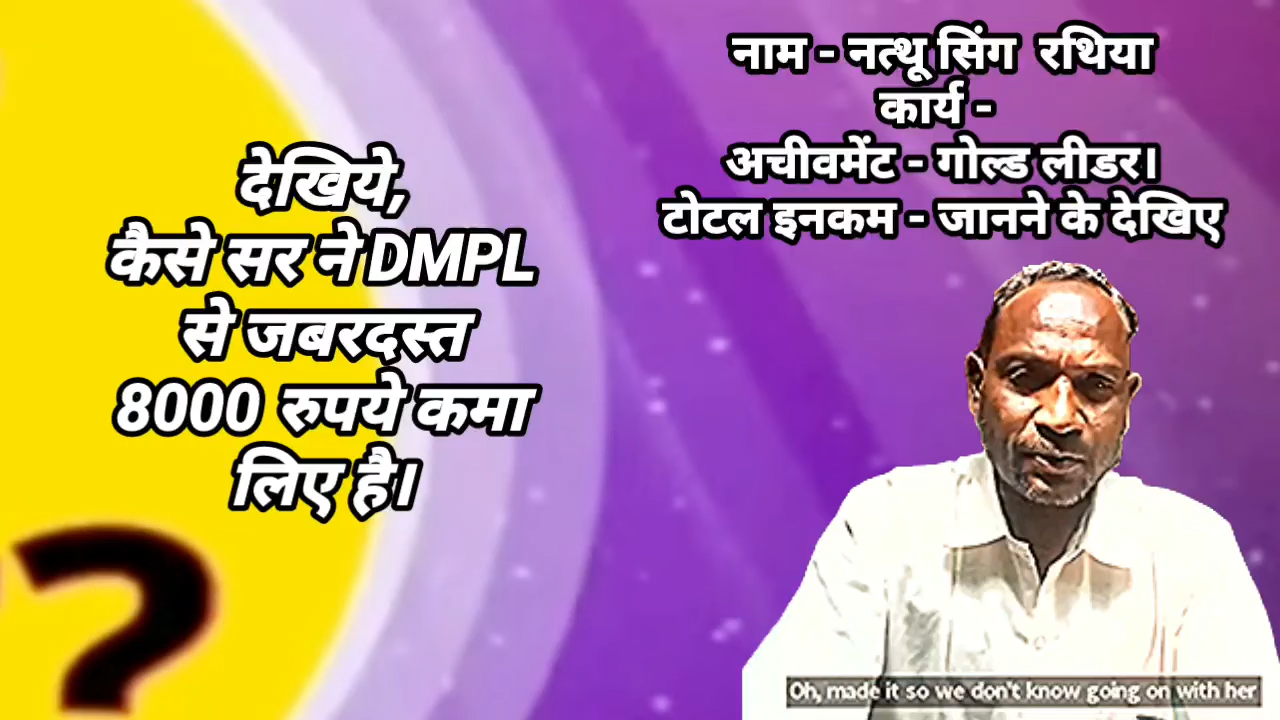 देखिये,
कैसे सर ने DMPL
से जबरदस्त
8000 रुपये कमा
लिए है।
नाम - नत्थू सिंग रथिया
कार्य -
अचीवमेंट - गोल्ड लीडर।
टोटल इनकम - जानने के देखिए
?
Oh, made it so we don't know going on with her